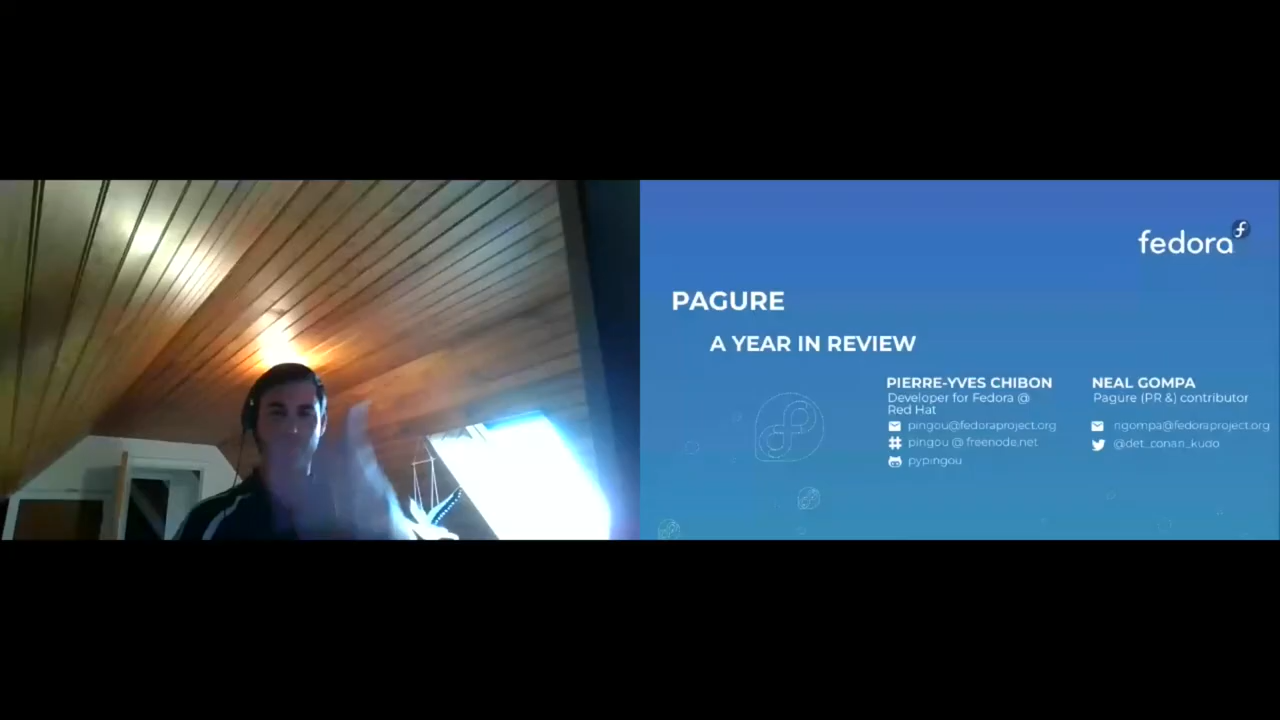 fedora
PAGURE
A YEAR IN REVIEW
PIERRE-YVES CHIBON
Developer for Fedora @
Red Hat
pingou@fedoraproject.org
pingou @ freenode.net
pypingou
NEAL GOMPA
Pagure (PR &) contributor
ngompa@fedoraproject.org
@det_conan_kudo